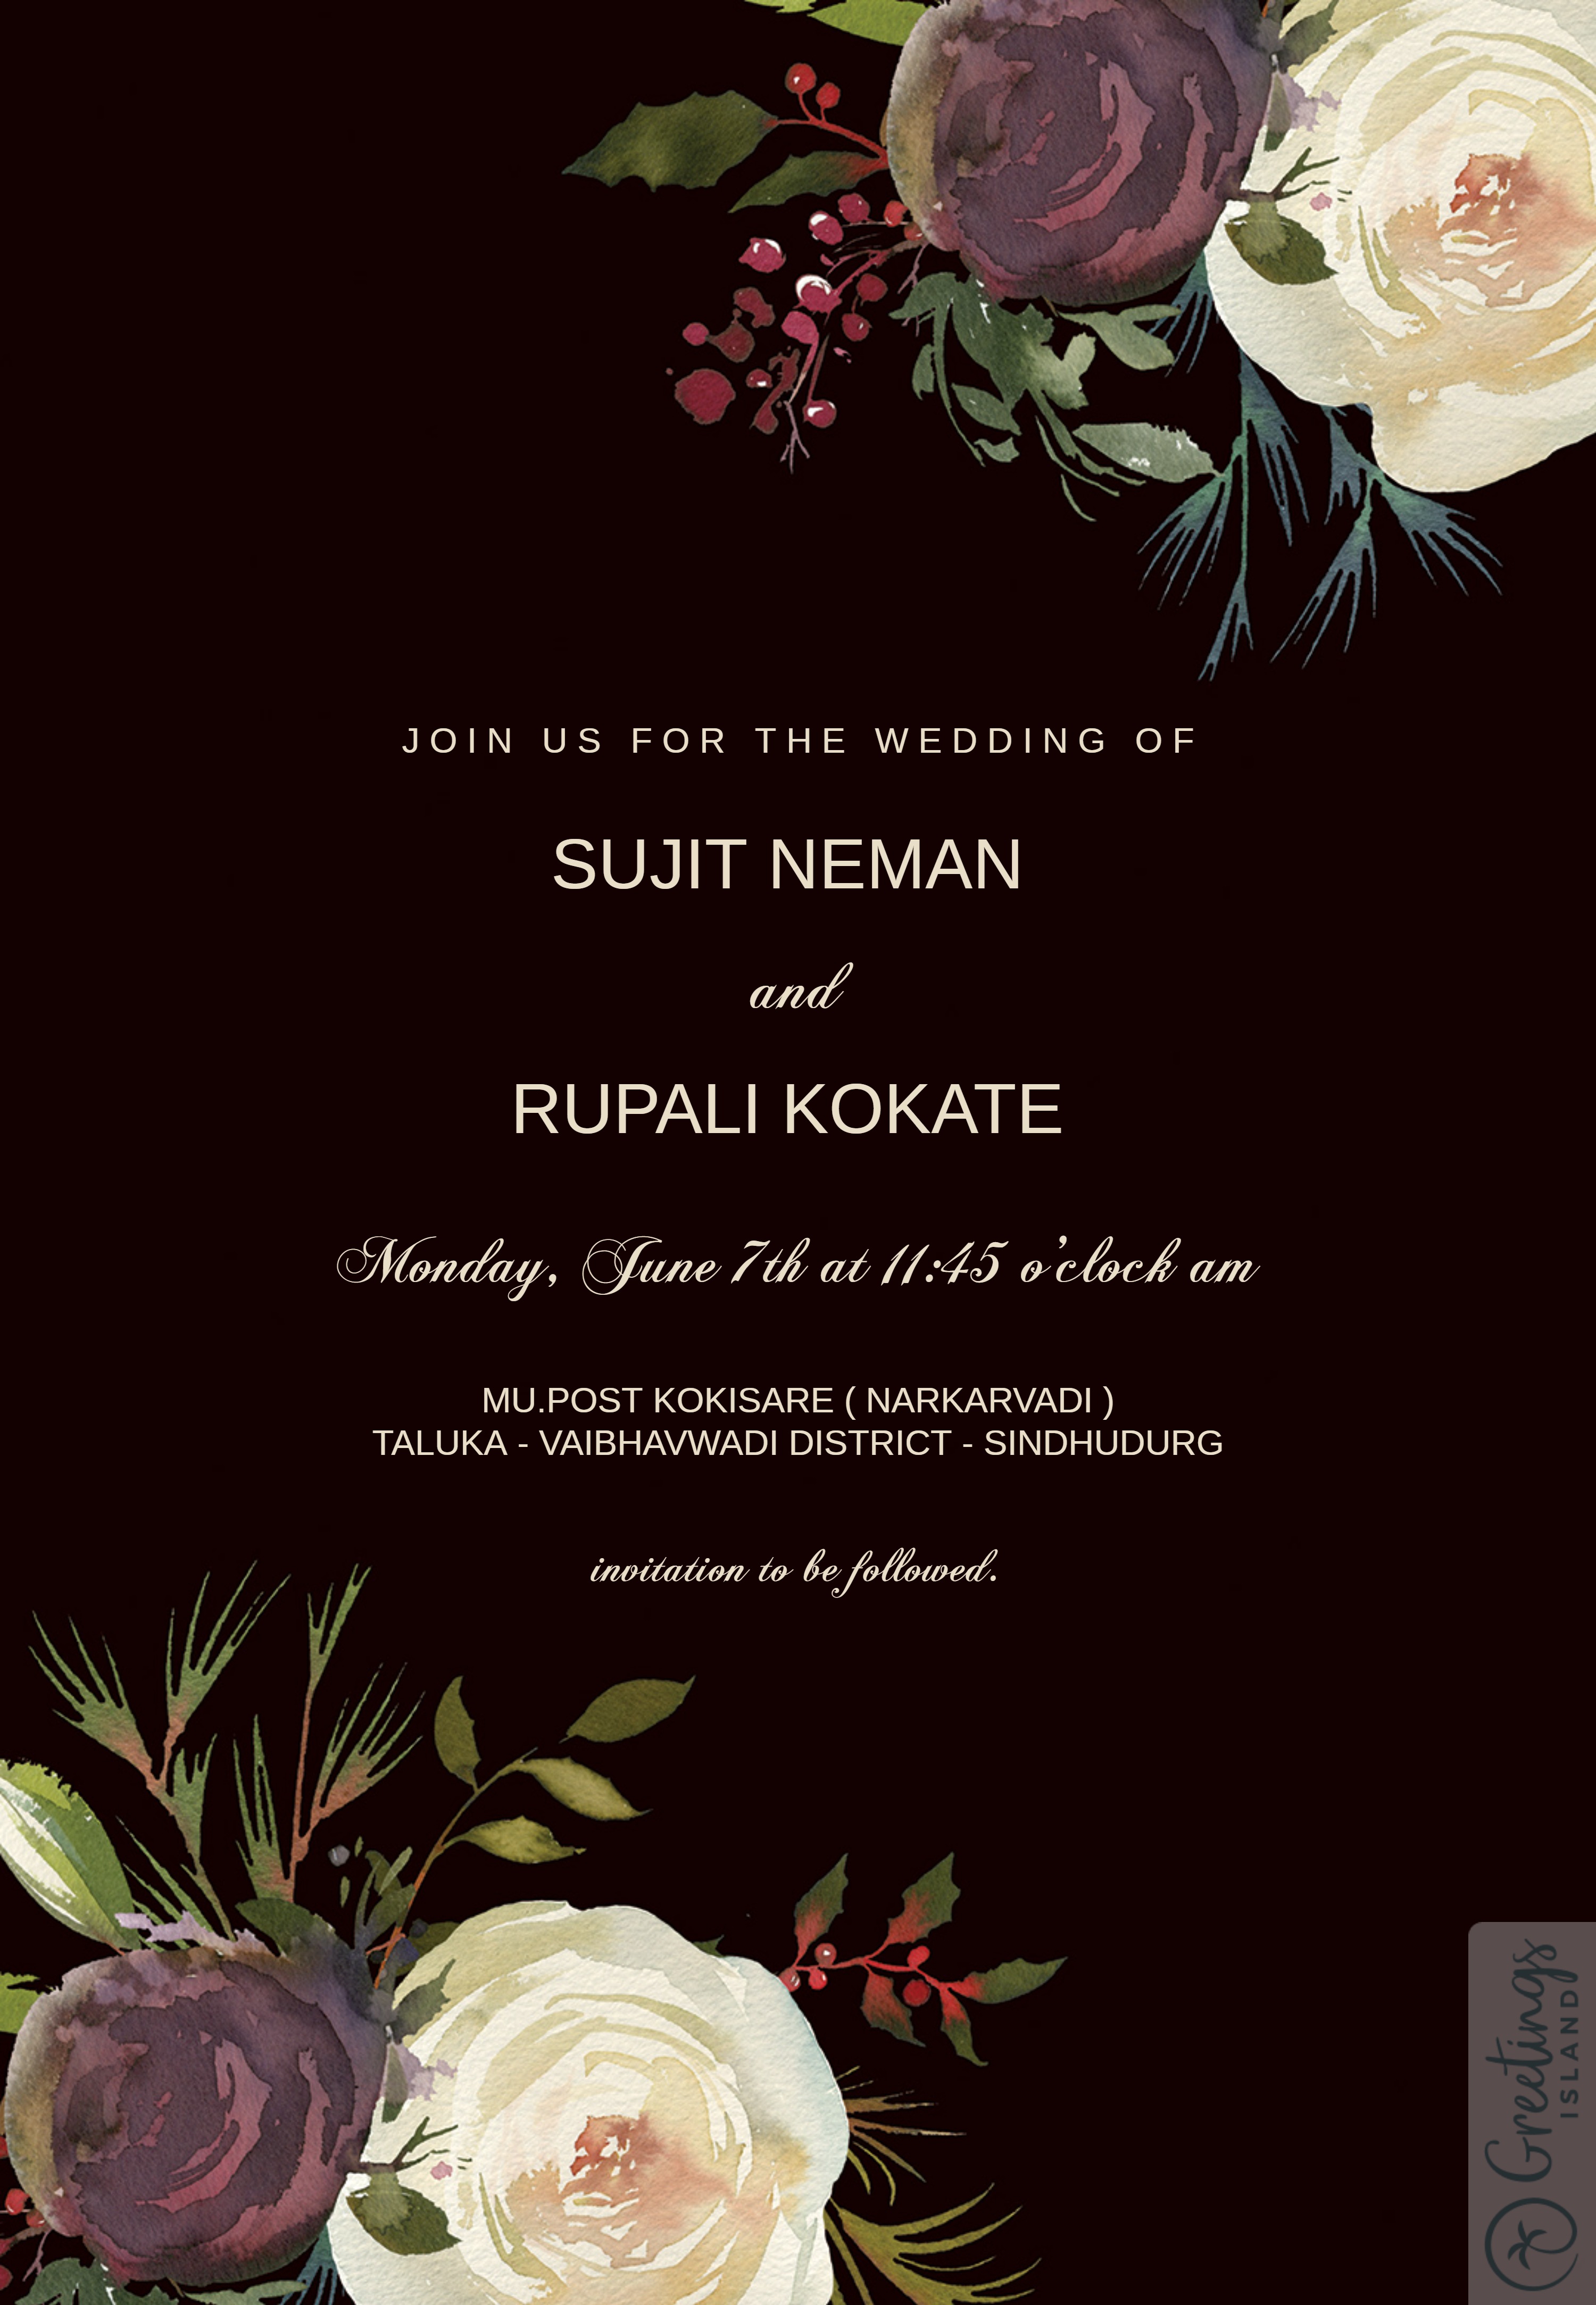 JOIN US FOR THE WEDDING OF
SUJIT NEMAN
and
RUPALI KOKATE
Monday, June 7th at 11:45 o'clock am
MU.POST KOKISARE ( NARKARVADI )
TALUKA - VAIBHAVWADI DISTRICT - SINDHUDURG
invitation to be followed.
Greetings
ISLAND